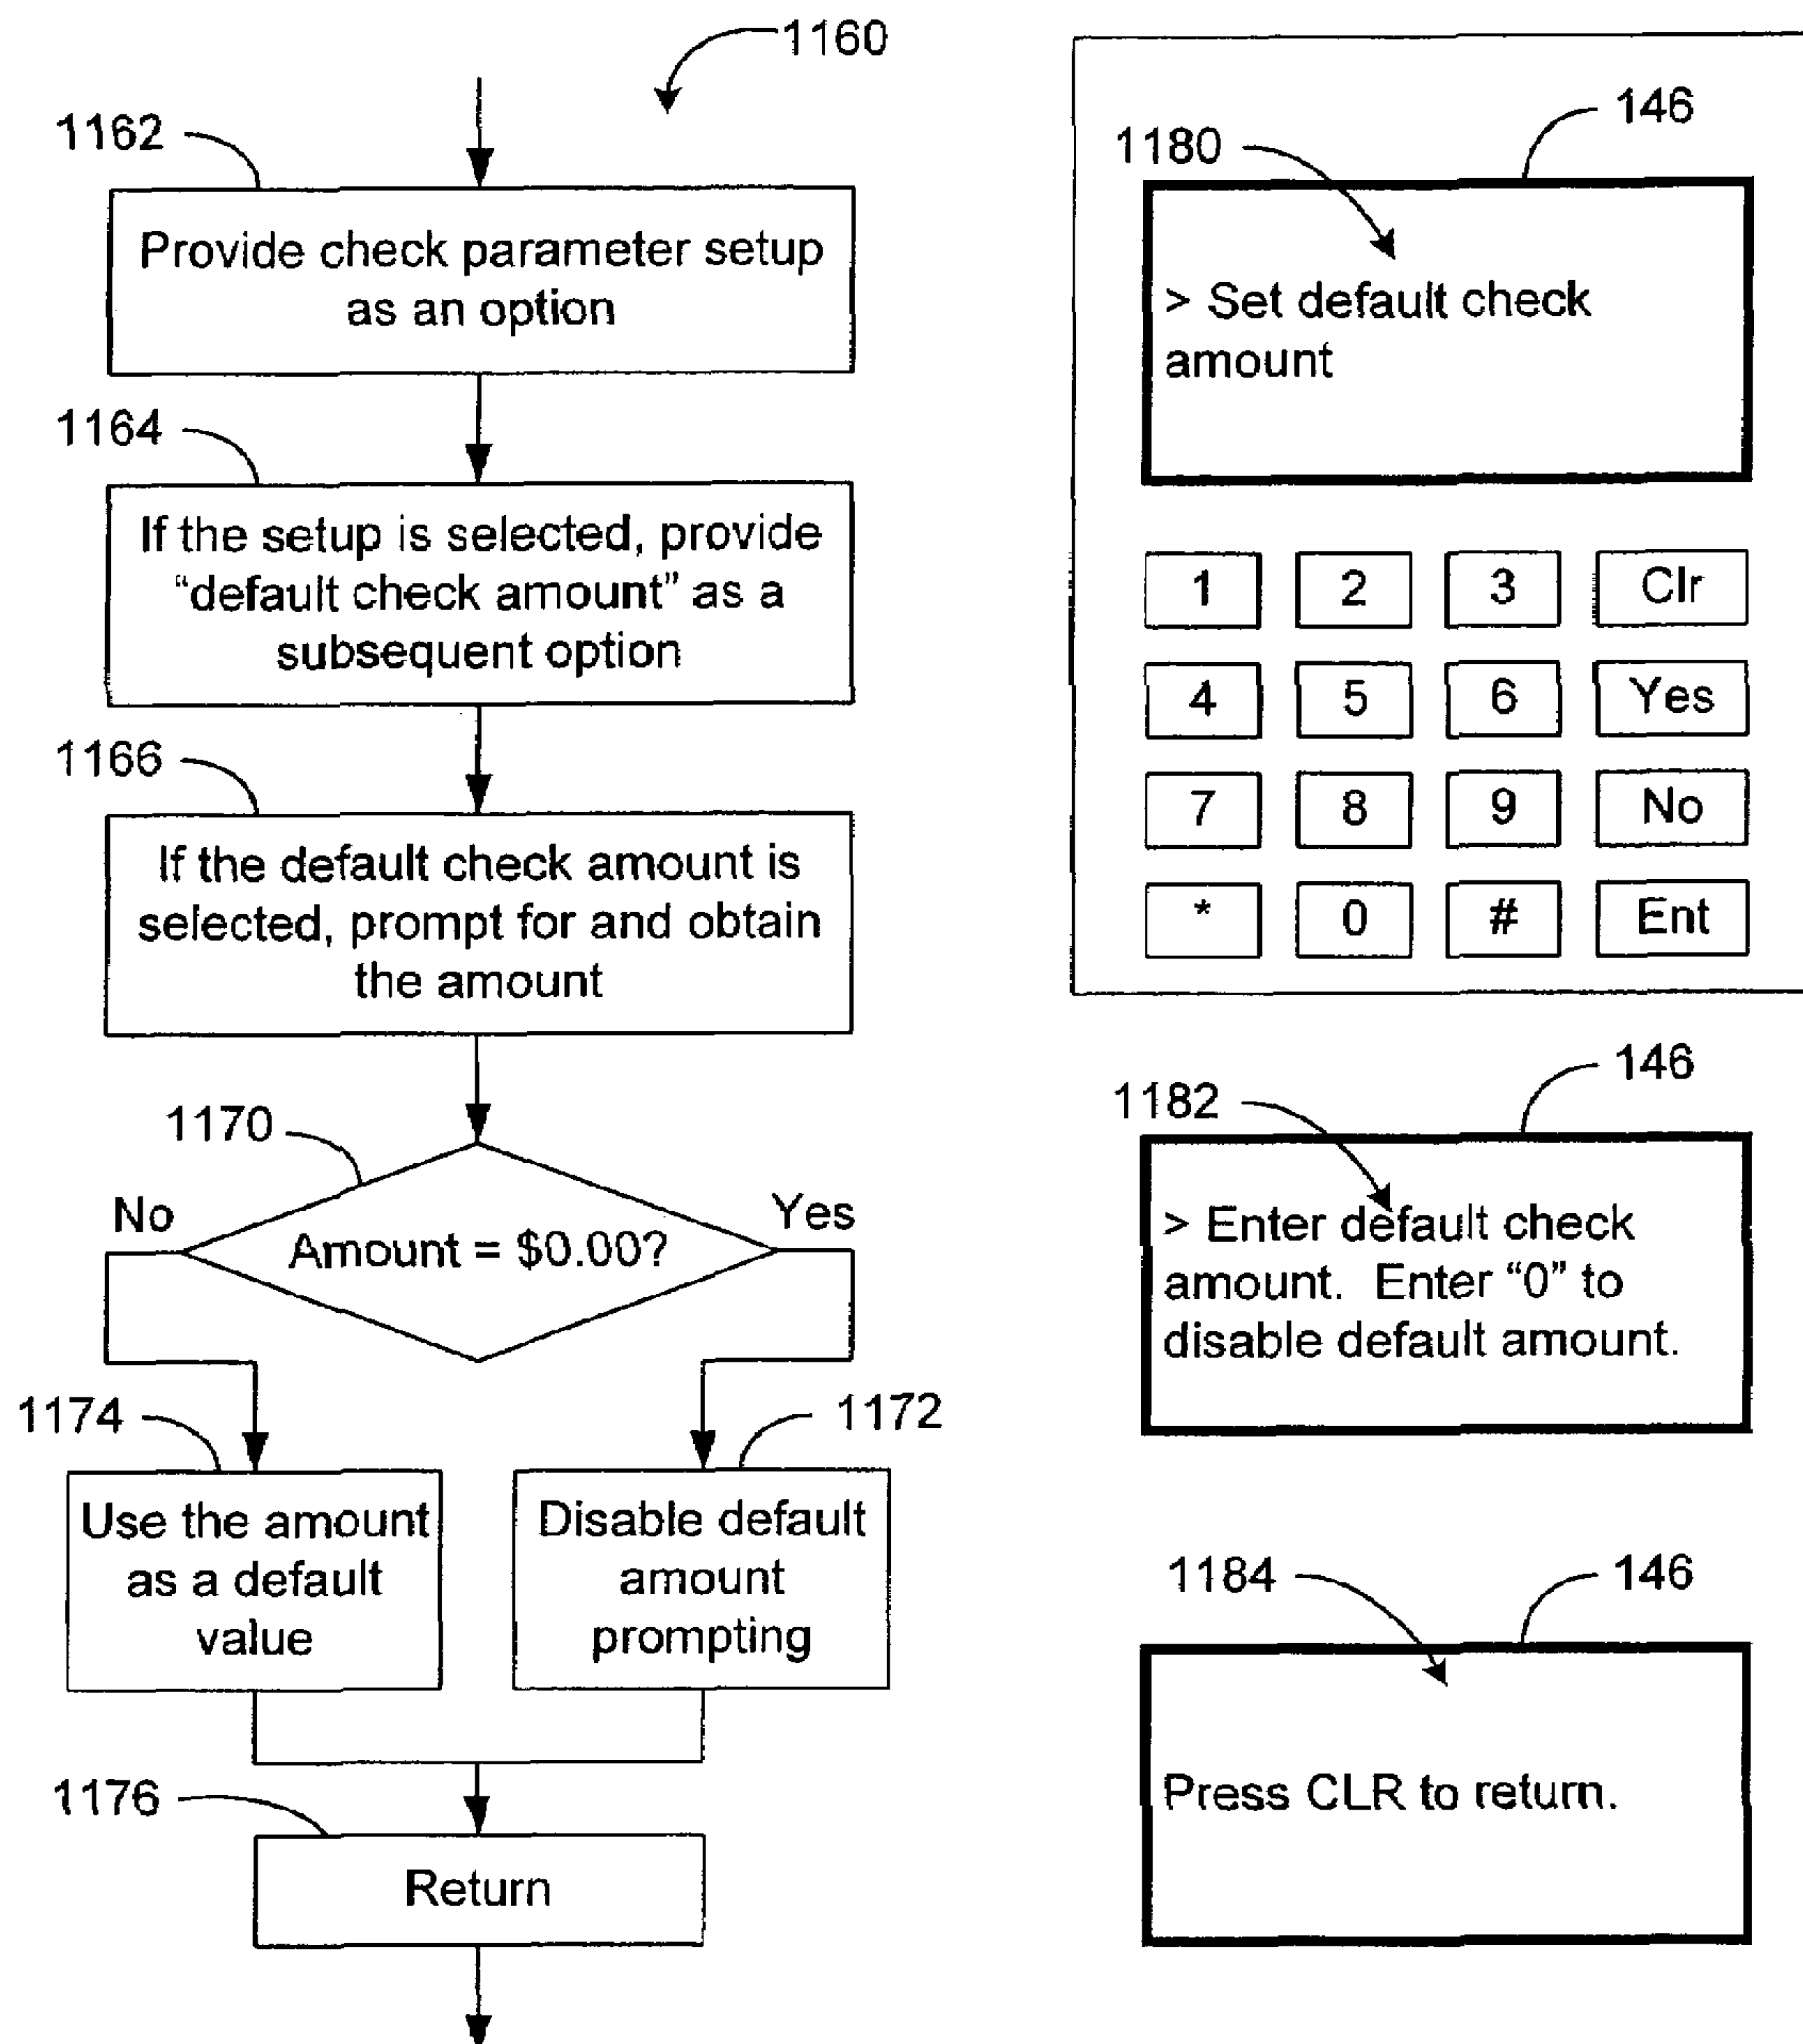 1160
1162
Provide check parameter setup
as an option
1164
If the setup is selected, provide
“default check amount” as a
subsequent option
1166
If the default check amount is
selected, prompt for and obtain
the amount
1170
No
Yes
Amount = $0.00?
1174
1172
Use the amount
as a default
value
Disable default
amount
prompting
1176
Return
146
1180
> Set default check
amount
1 2 3 Clr
4 5 6 Yes
7 8 9 No
* 0 # Ent
146
1182
> Enter default check
amount. Enter “0” to
disable default amount.
1184
146
Press CLR to return.